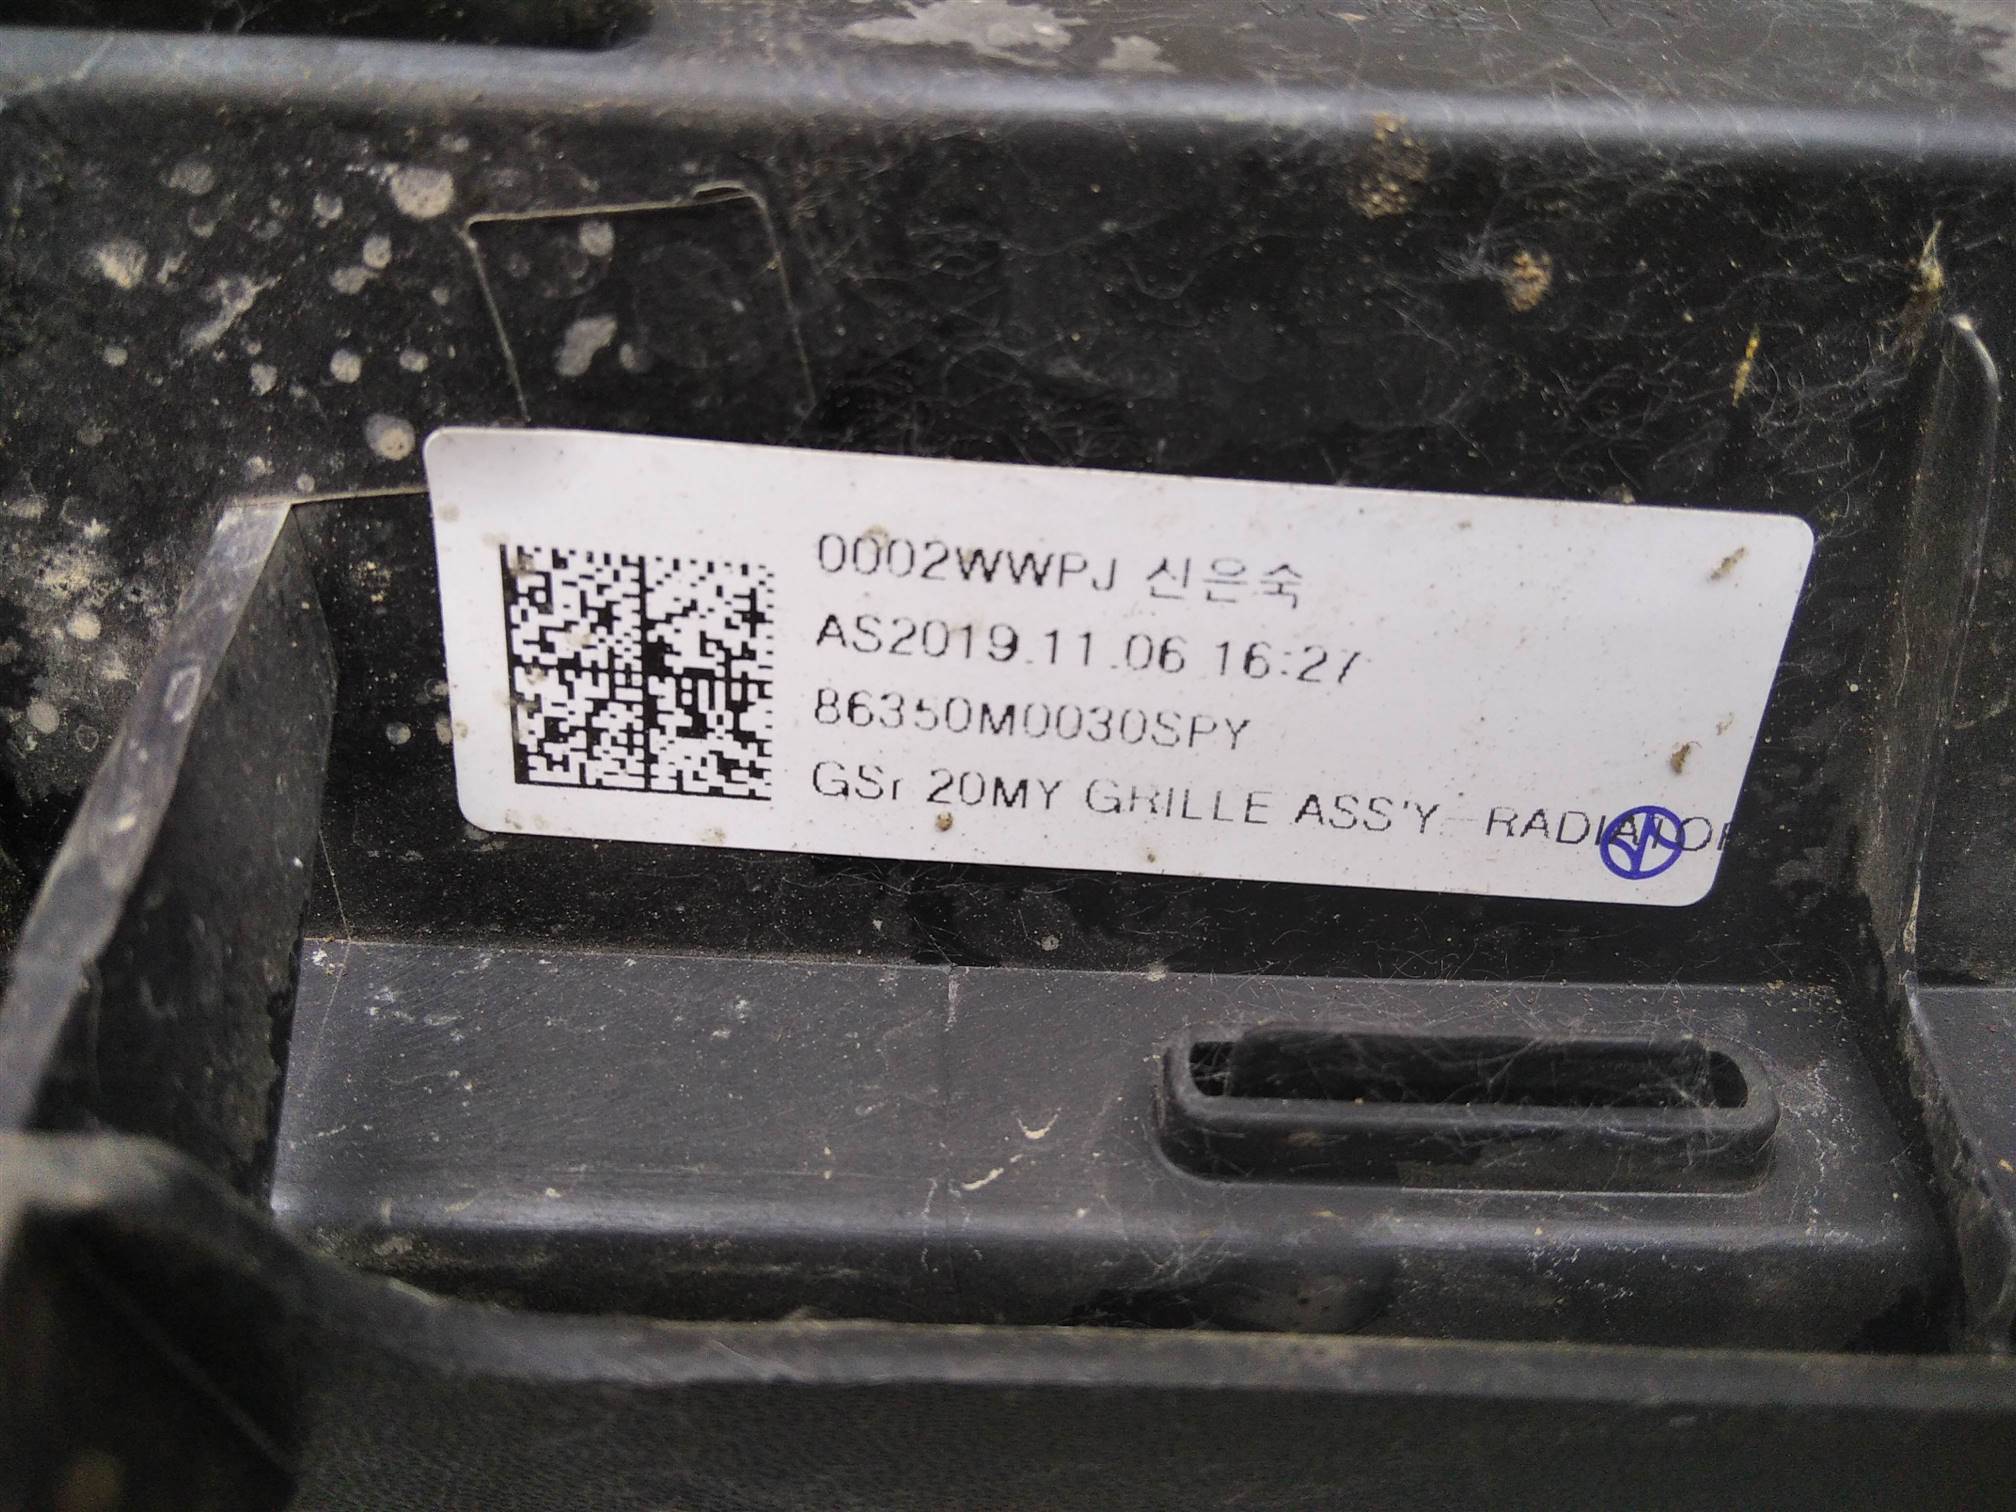 0002WWPJ 신은숙
AS2019.11.06 16:27
86350M0030SPY
GSr 20MY GRILLE ASS'Y-RADIATOR